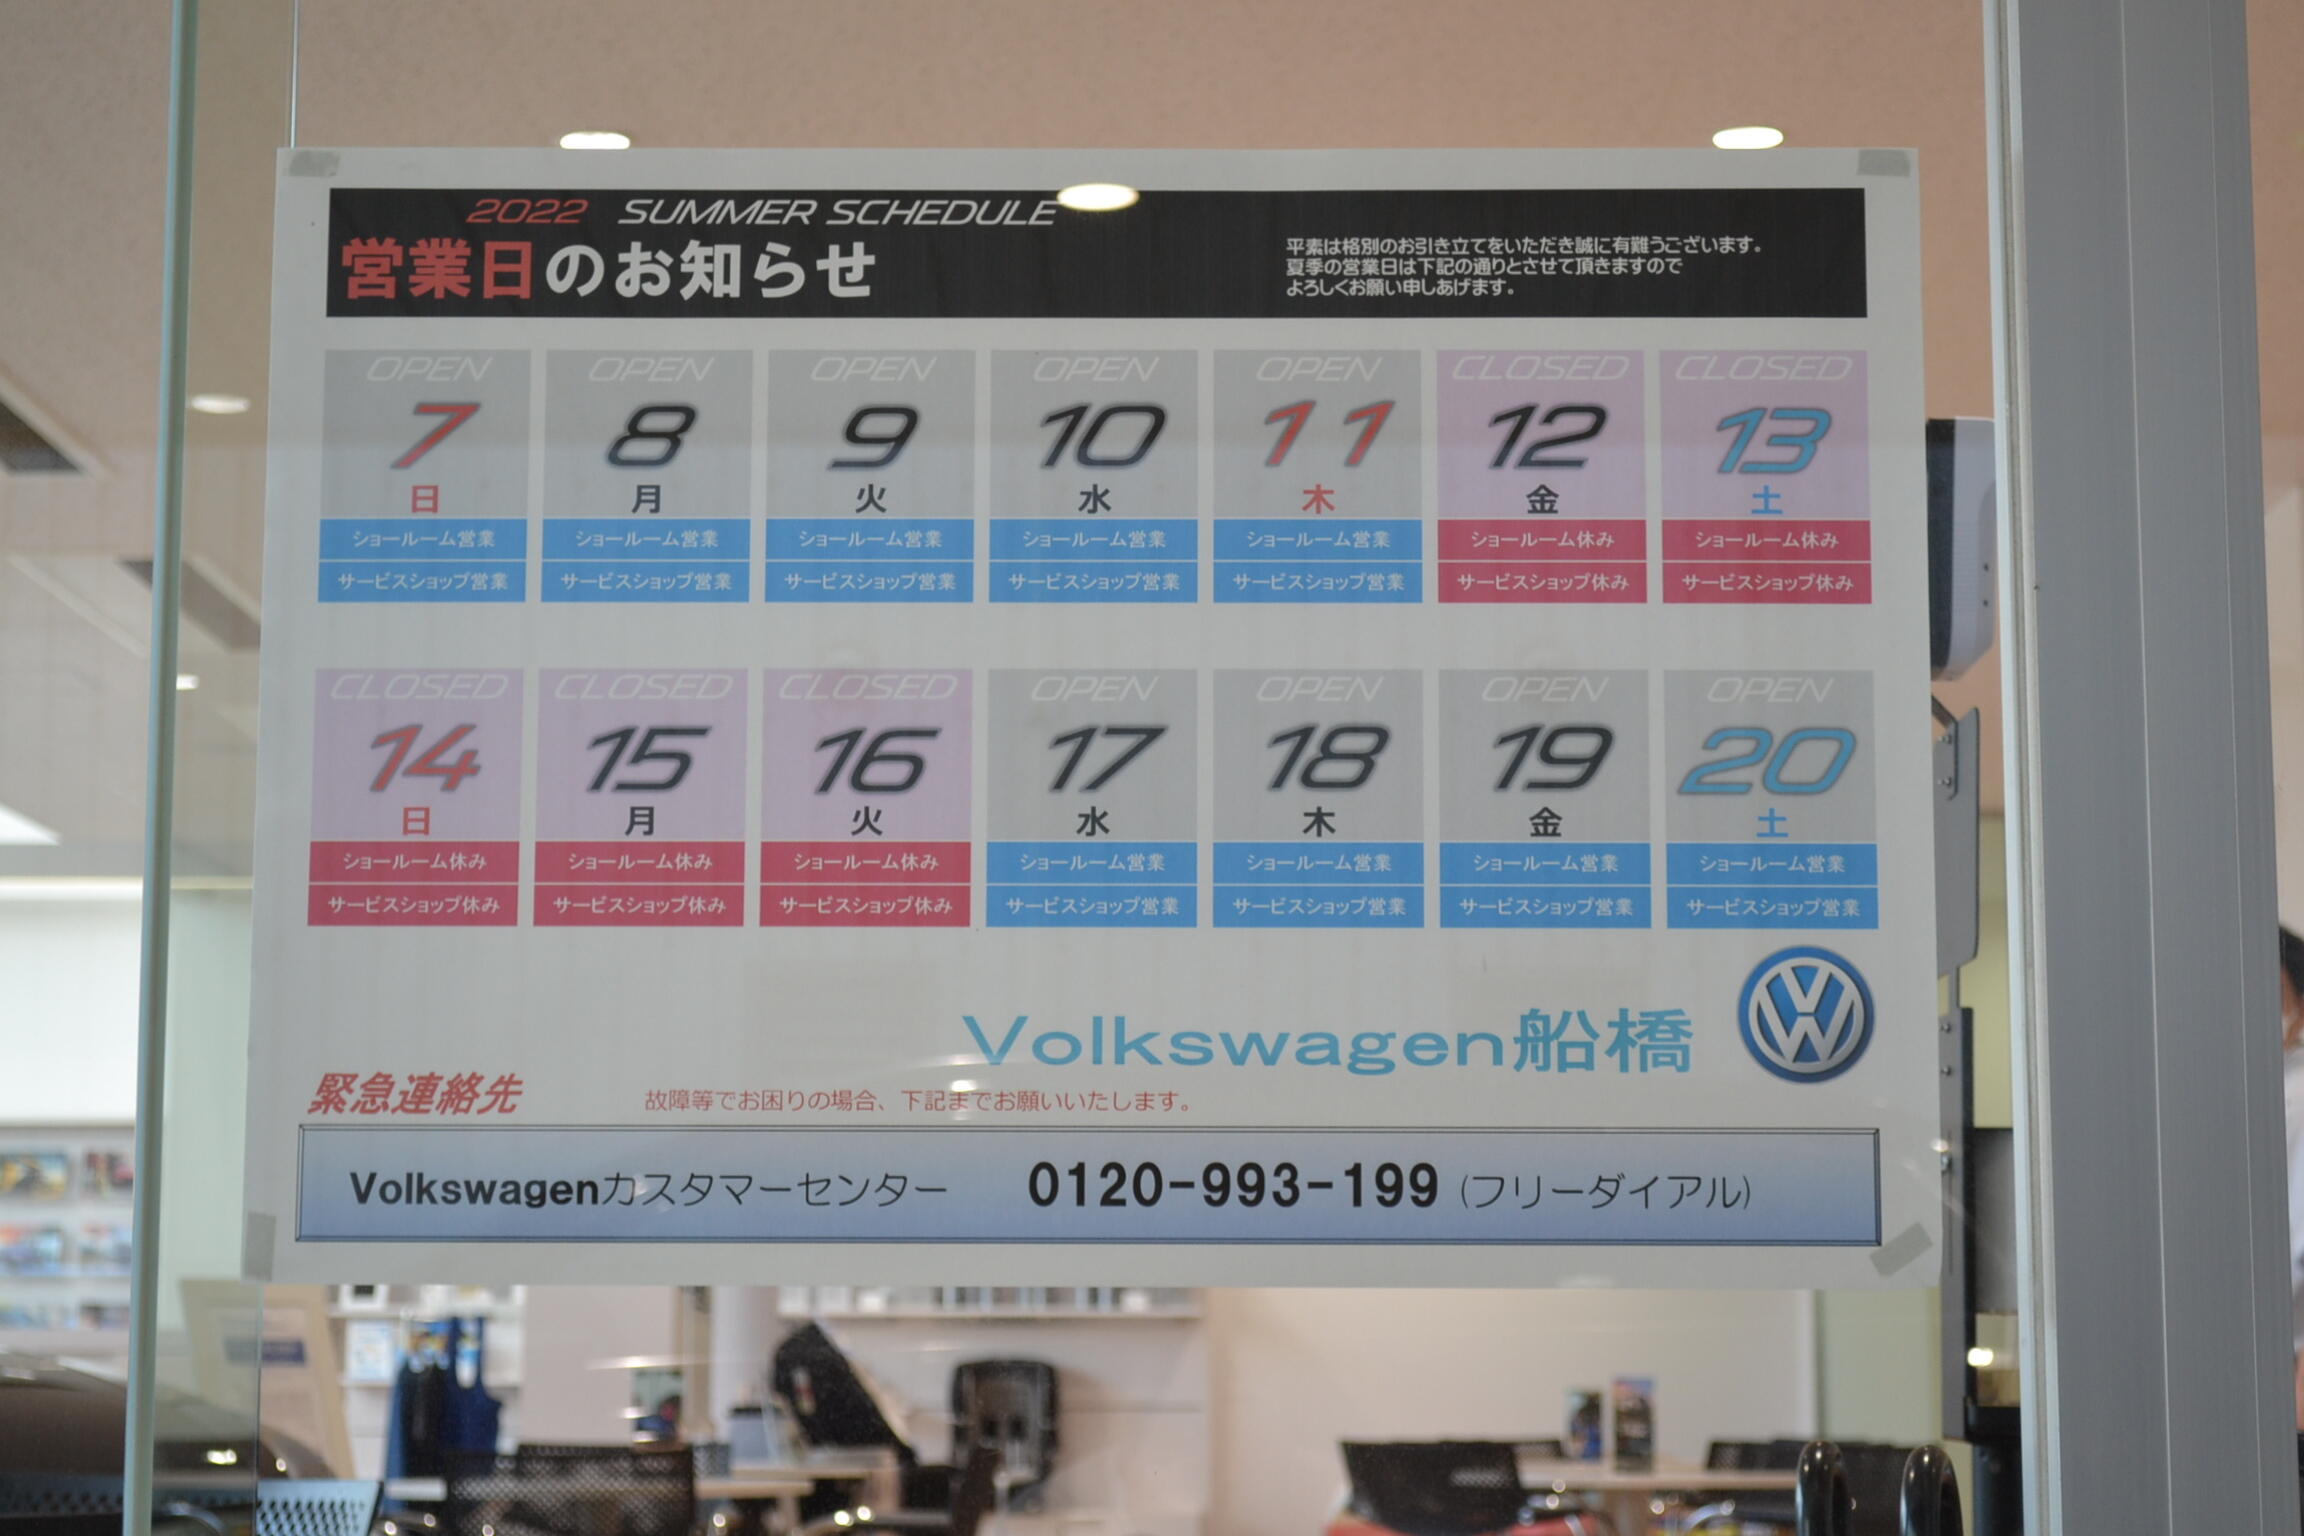 2022 SUMMER SCHEDULE
営業日のお知らせ
平素は格別のお引き立てをいただき誠に有難うございます。
夏季の営業日は下記の通りとさせて頂きますので
よろしくお願い申しあげます。
OPEN OPEN OPEN OPEN OPEN CLOSED CLOSED
7 8 9 10 11 12 13
日 月 火 水 木 金 土
ショールーム営業 ショールーム営業 ショールーム営業 ショールーム営業 ショールーム営業 ショールーム休み ショールーム休み
サービスショップ営業 サービスショップ営業 サービスショップ営業 サービスショップ営業 サービスショップ営業 サービスショップ休み サービスショップ休み
CLOSED CLOSED CLOSED OPEN OPEN OPEN OPEN
14 15 16 17 18 19 20
日 月 火 水 木 金 土
ショールーム休み ショールーム休み ショールーム休み ショールーム営業 ショールーム営業 ショールーム営業 ショールーム営業
サービスショップ休み サービスショップ休み サービスショップ休み サービスショップ営業 サービスショップ営業 サービスショップ営業 サービスショップ営業
Volkswagen船橋
緊急連絡先 故障等でお困りの場合、下記までお願いいたします。
Volkswagenカスタマーセンター 0120-993-199 (フリーダイアル)